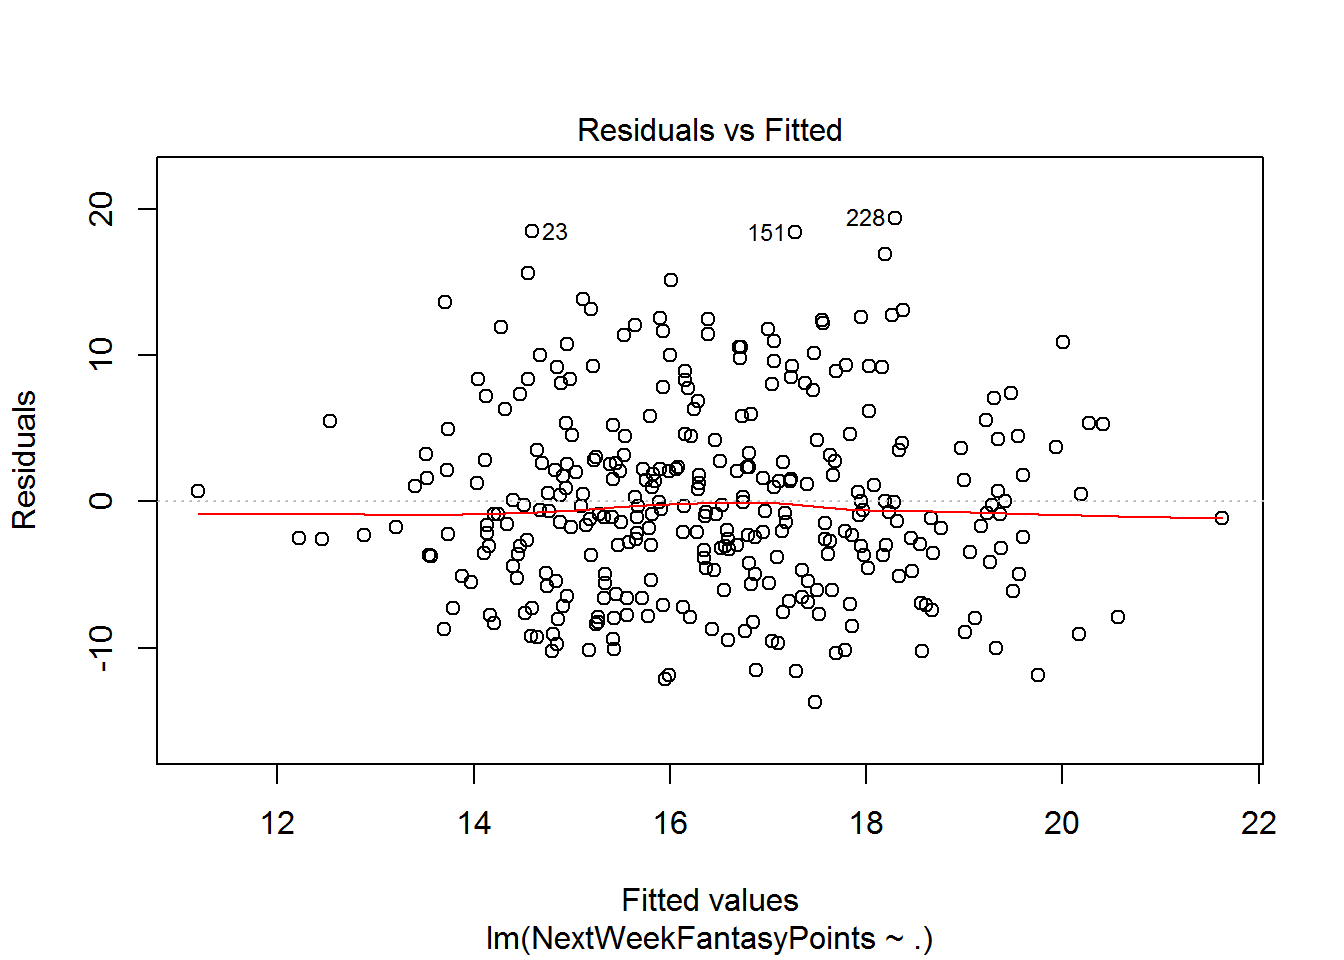 Residuals vs Fitted
Residuals
20
10
0
-10
23
151
228
12 14 16 18 20 22
Fitted values
lm(NextWeekFantasyPoints ~ .)